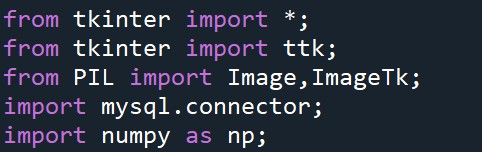 from tkinter import *;
from tkinter import ttk;
from PIL import Image,ImageTk;
import mysql.connector;
import numpy as np;